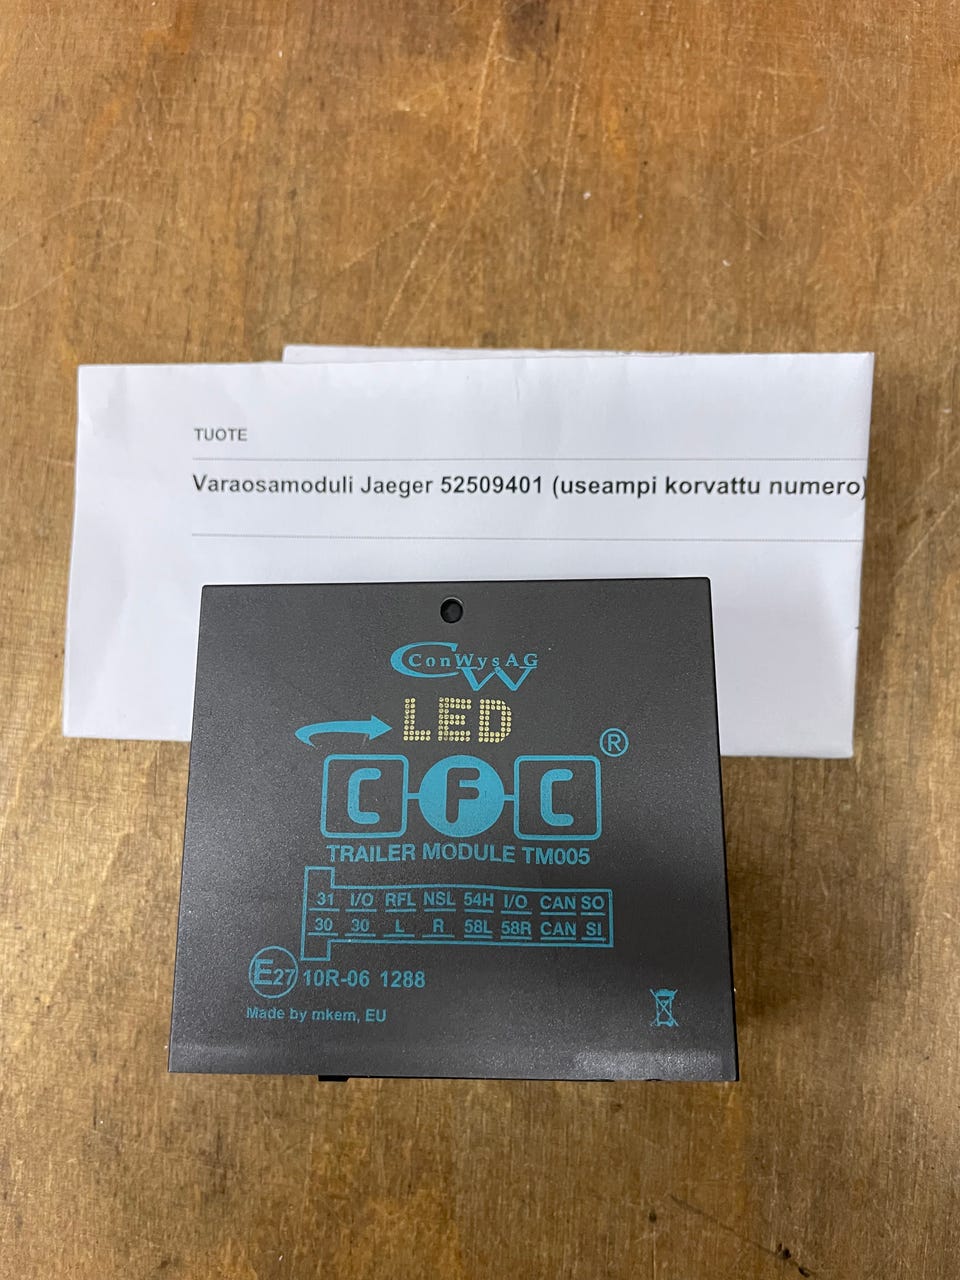 TUOTE
Varaosamoduli Jaeger 52509401 (useampi korvattu numero)
CW ConWysAG
LED
®
C F C
TRAILER MODULE TM005
31 I/O RFL NSL 54H I/O CAN SO
30 30 L R 58L 58R CAN SI
E27 10R-06 1288
Made by mkem, EU